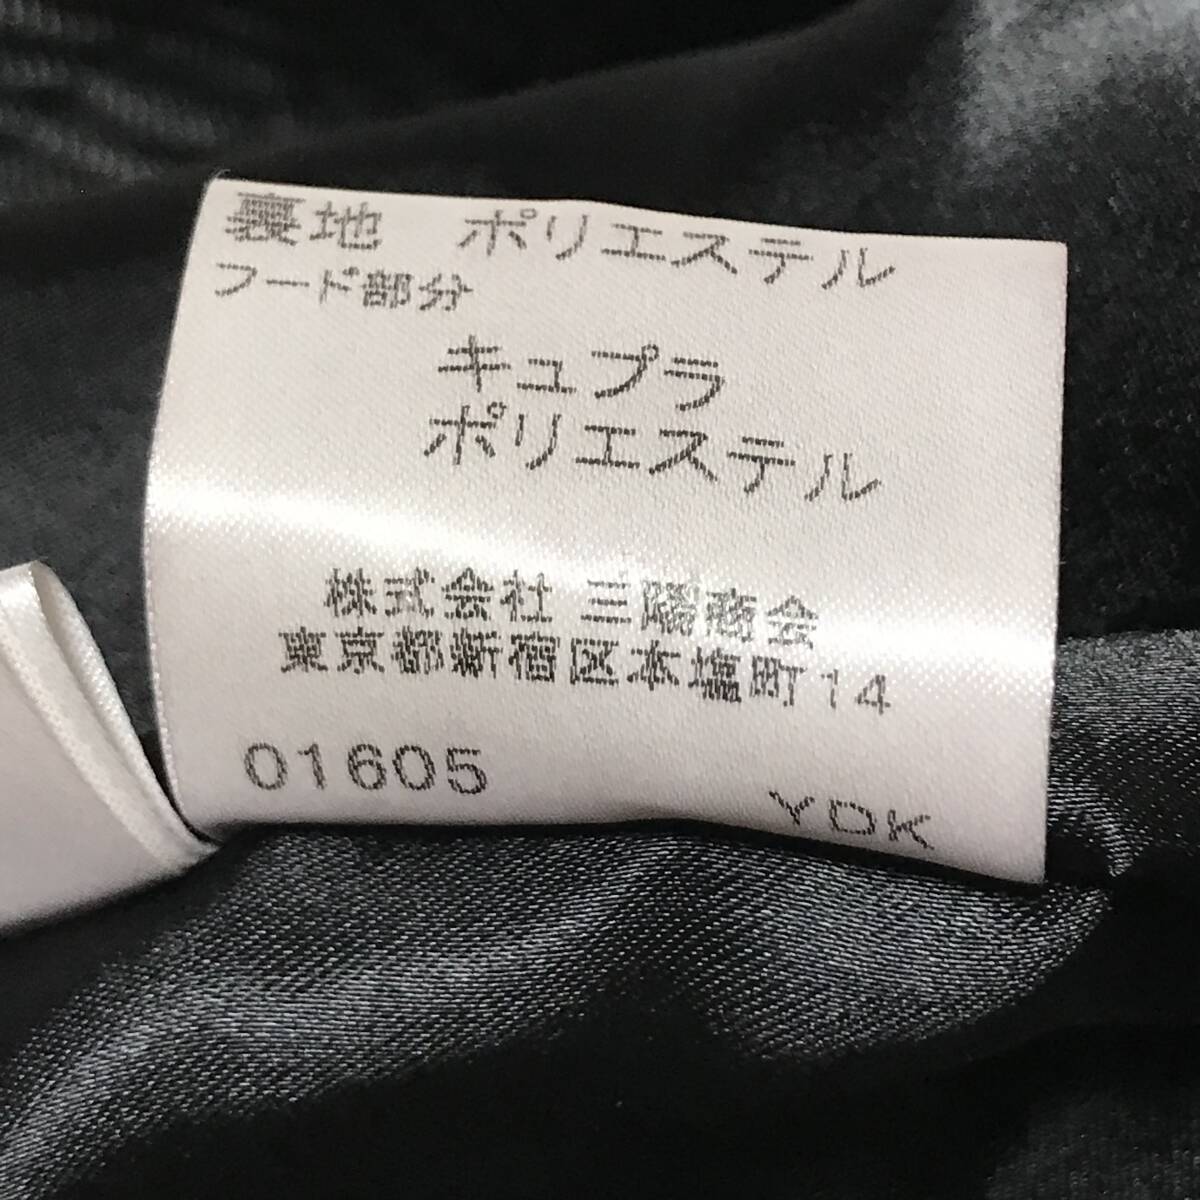 裏地　ポリエステル
フード部分
キュプラ
ポリエステル
株式会社 三陽商会
東京都新宿区本塩町14
01605 YDK